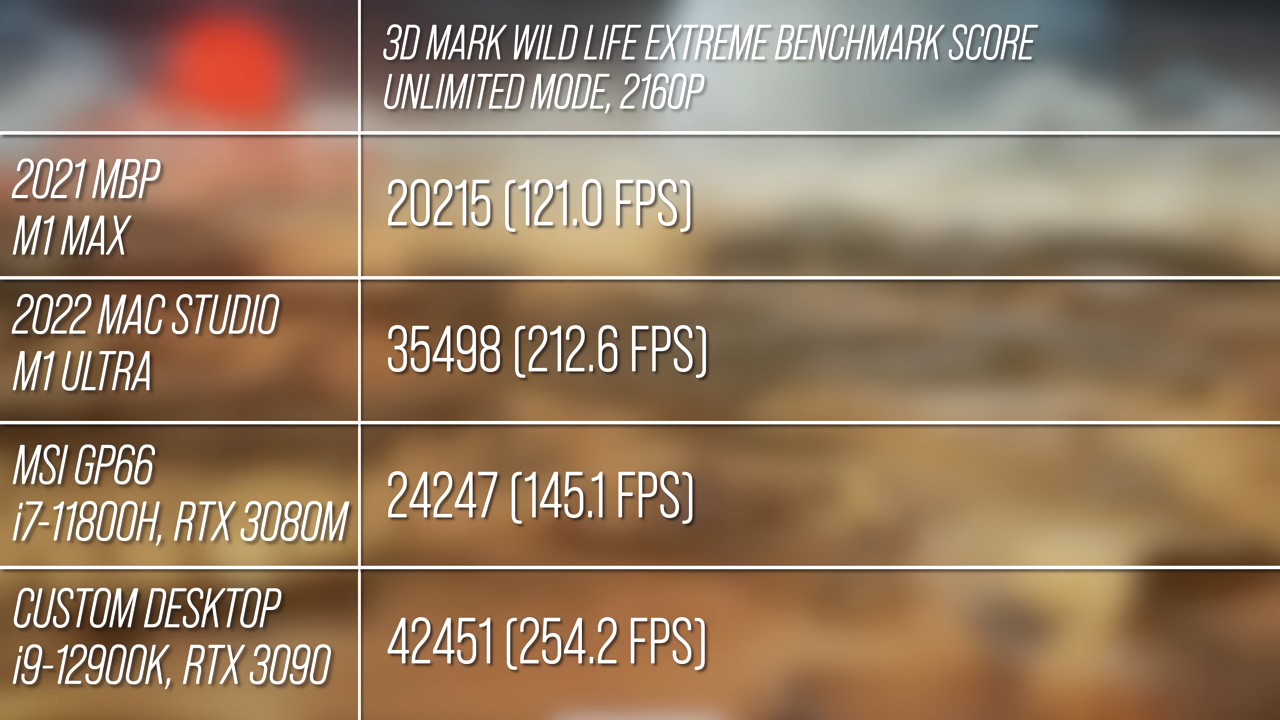 3D MARK WILD LIFE EXTREME BENCHMARK SCORE
UNLIMITED MODE, 2160P
2021 MBP
M1 MAX
20215 (121.0 FPS)
2022 MAC STUDIO
M1 ULTRA
35498 (212.6 FPS)
MSI GP66
i7-11800H, RTX 3080M
24247 (145.1 FPS)
CUSTOM DESKTOP
i9-12900K, RTX 3090
42451 (254.2 FPS)